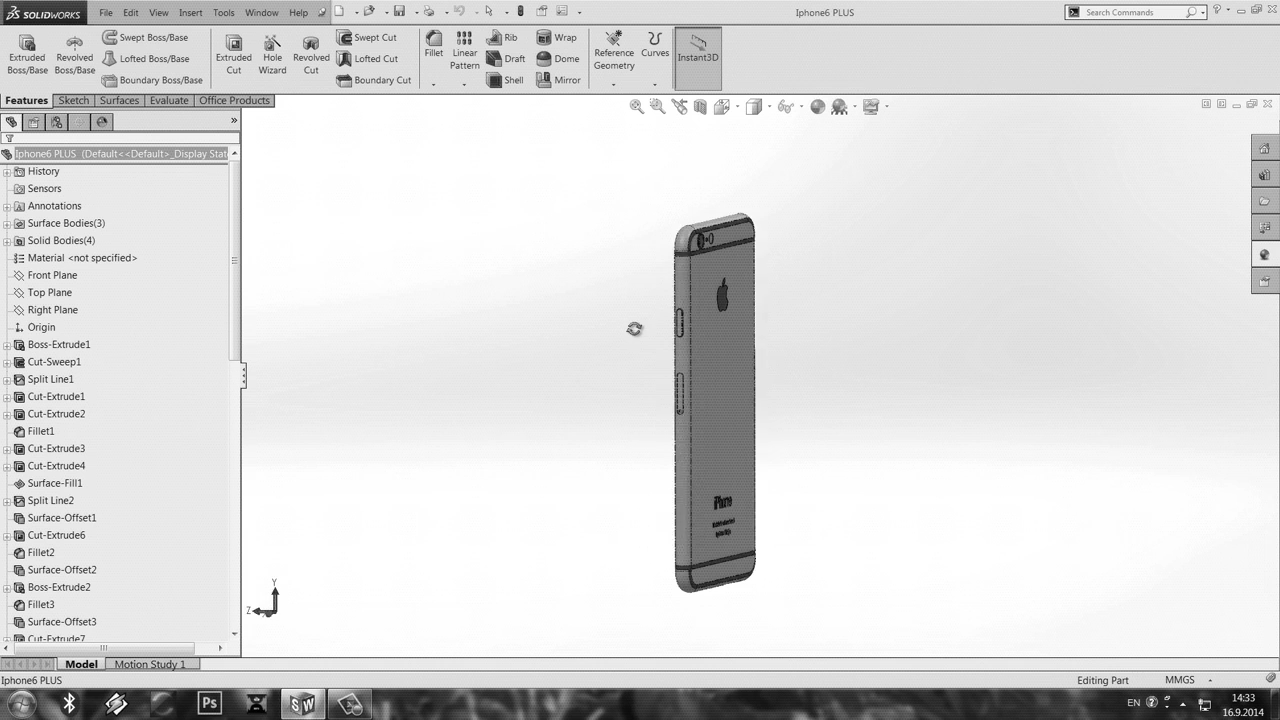 SOLIDWORKS File Edit View Insert Tools Window Help Iphone6 PLUS Search Commands
Extruded Boss/Base
Revolved Boss/Base
Swept Boss/Base
Lofted Boss/Base
Boundary Boss/Base
Extruded Cut
Hole Wizard
Revolved Cut
Swept Cut
Lofted Cut
Boundary Cut
Fillet
Linear Pattern
Rib
Draft
Shell
Wrap
Dome
Mirror
Reference Geometry
Curves
Instant3D
Features Sketch Surfaces Evaluate Office Products
Iphone6 PLUS (Default<<Default>_Display Stat
History
Sensors
Annotations
Surface Bodies(3)
Solid Bodies(4)
Material <not specified>
Front Plane
Top Plane
Right Plane
Origin
Boss-Extrude1
Cut-Sweep1
Split Line1
Cut-Extrude1
Cut-Extrude2
Fillet1
Cut-Extrude3
Cut-Extrude4
Surface-Fill1
Split Line2
Surface-Offset1
Cut-Extrude6
Fillet2
Surface-Offset2
Boss-Extrude2
Fillet3
Surface-Offset3
Cut-Extrude7
iPhone
Y
Z
Model Motion Study 1
Iphone6 PLUS Editing Part MMGS
Ps SW EN 14:33
16.9.2014